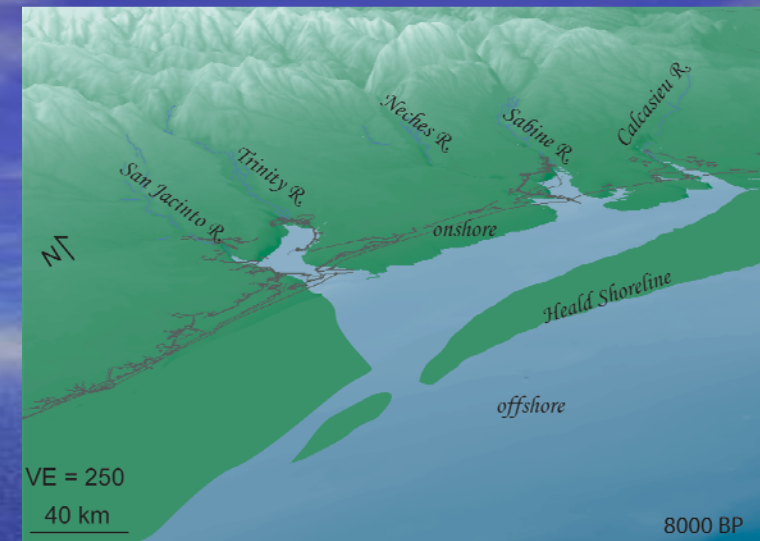 Neches R.
Sabine R.
Calcasieu R.
Trinity R.
San Jacinto R.
onshore
N
Heald Shoreline
offshore
VE = 250
40 km
8000 BP